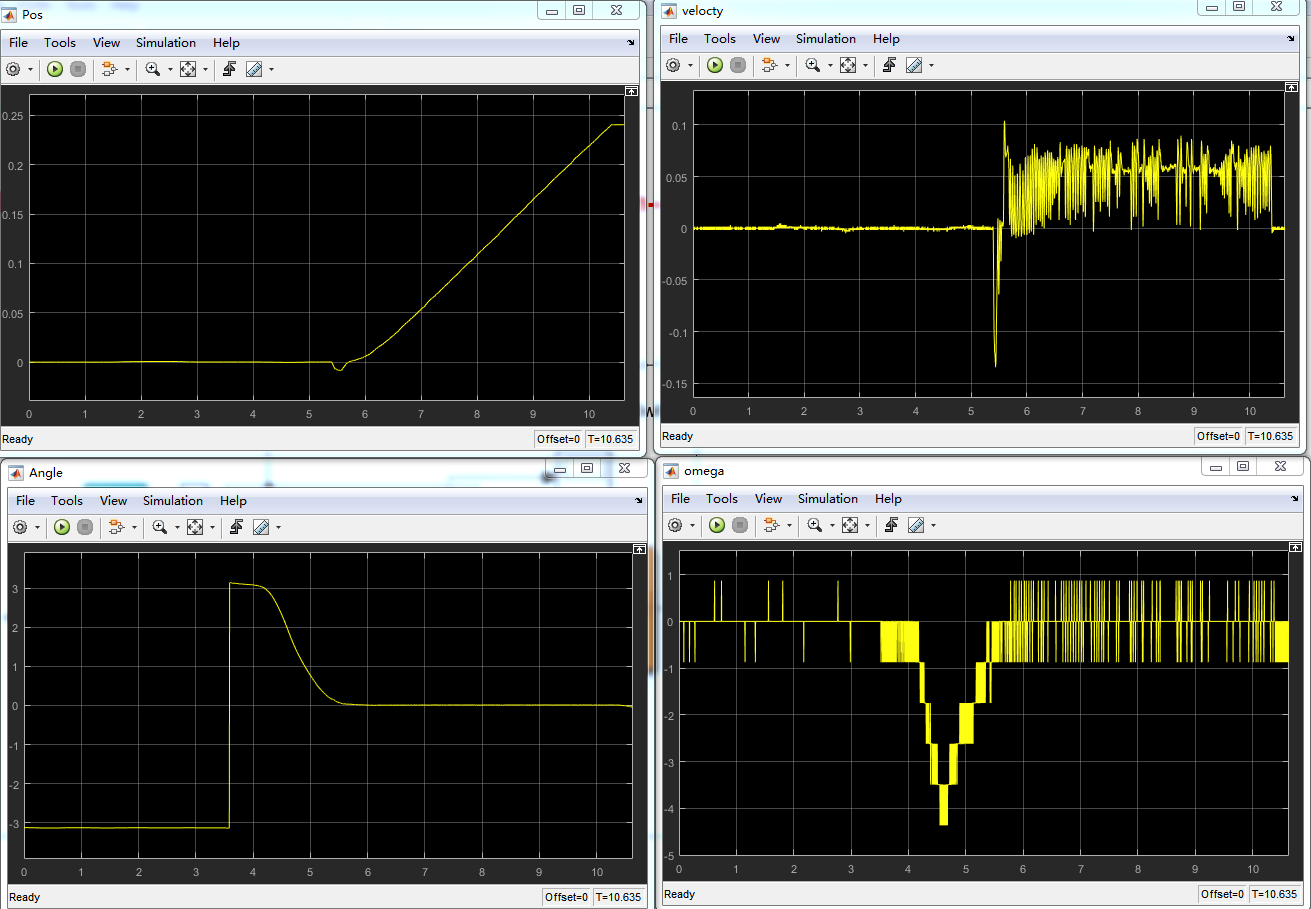 Pos
File Tools View Simulation Help
0.25
0.2
0.15
0.1
0.05
0
0 1 2 3 4 5 6 7 8 9 10
Ready Offset=0 T=10.635
velocty
File Tools View Simulation Help
0.1
0.05
0
-0.05
-0.1
-0.15
0 1 2 3 4 5 6 7 8 9 10
Ready Offset=0 T=10.635
Angle
File Tools View Simulation Help
3
2
1
0
-1
-2
-3
0 1 2 3 4 5 6 7 8 9 10
Ready Offset=0 T=10.635
omega
File Tools View Simulation Help
1
0
-1
-2
-3
-4
-5
0 1 2 3 4 5 6 7 8 9 10
Ready Offset=0 T=10.635